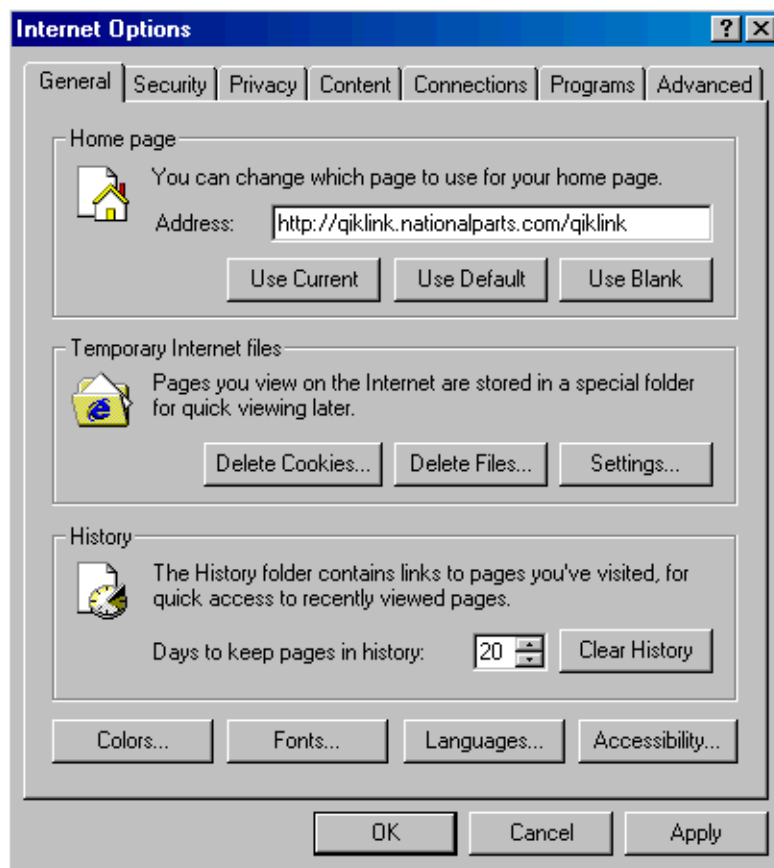 Internet Options
General Security Privacy Content Connections Programs Advanced
Home page
You can change which page to use for your home page.
Address: http://qiklink.nationalparts.com/qiklink
Use Current Use Default Use Blank
Temporary Internet files
Pages you view on the Internet are stored in a special folder
for quick viewing later.
Delete Cookies... Delete Files... Settings...
History
The History folder contains links to pages you've visited, for
quick access to recently viewed pages.
Days to keep pages in history: 20 Clear History
Colors... Fonts... Languages... Accessibility...
OK Cancel Apply